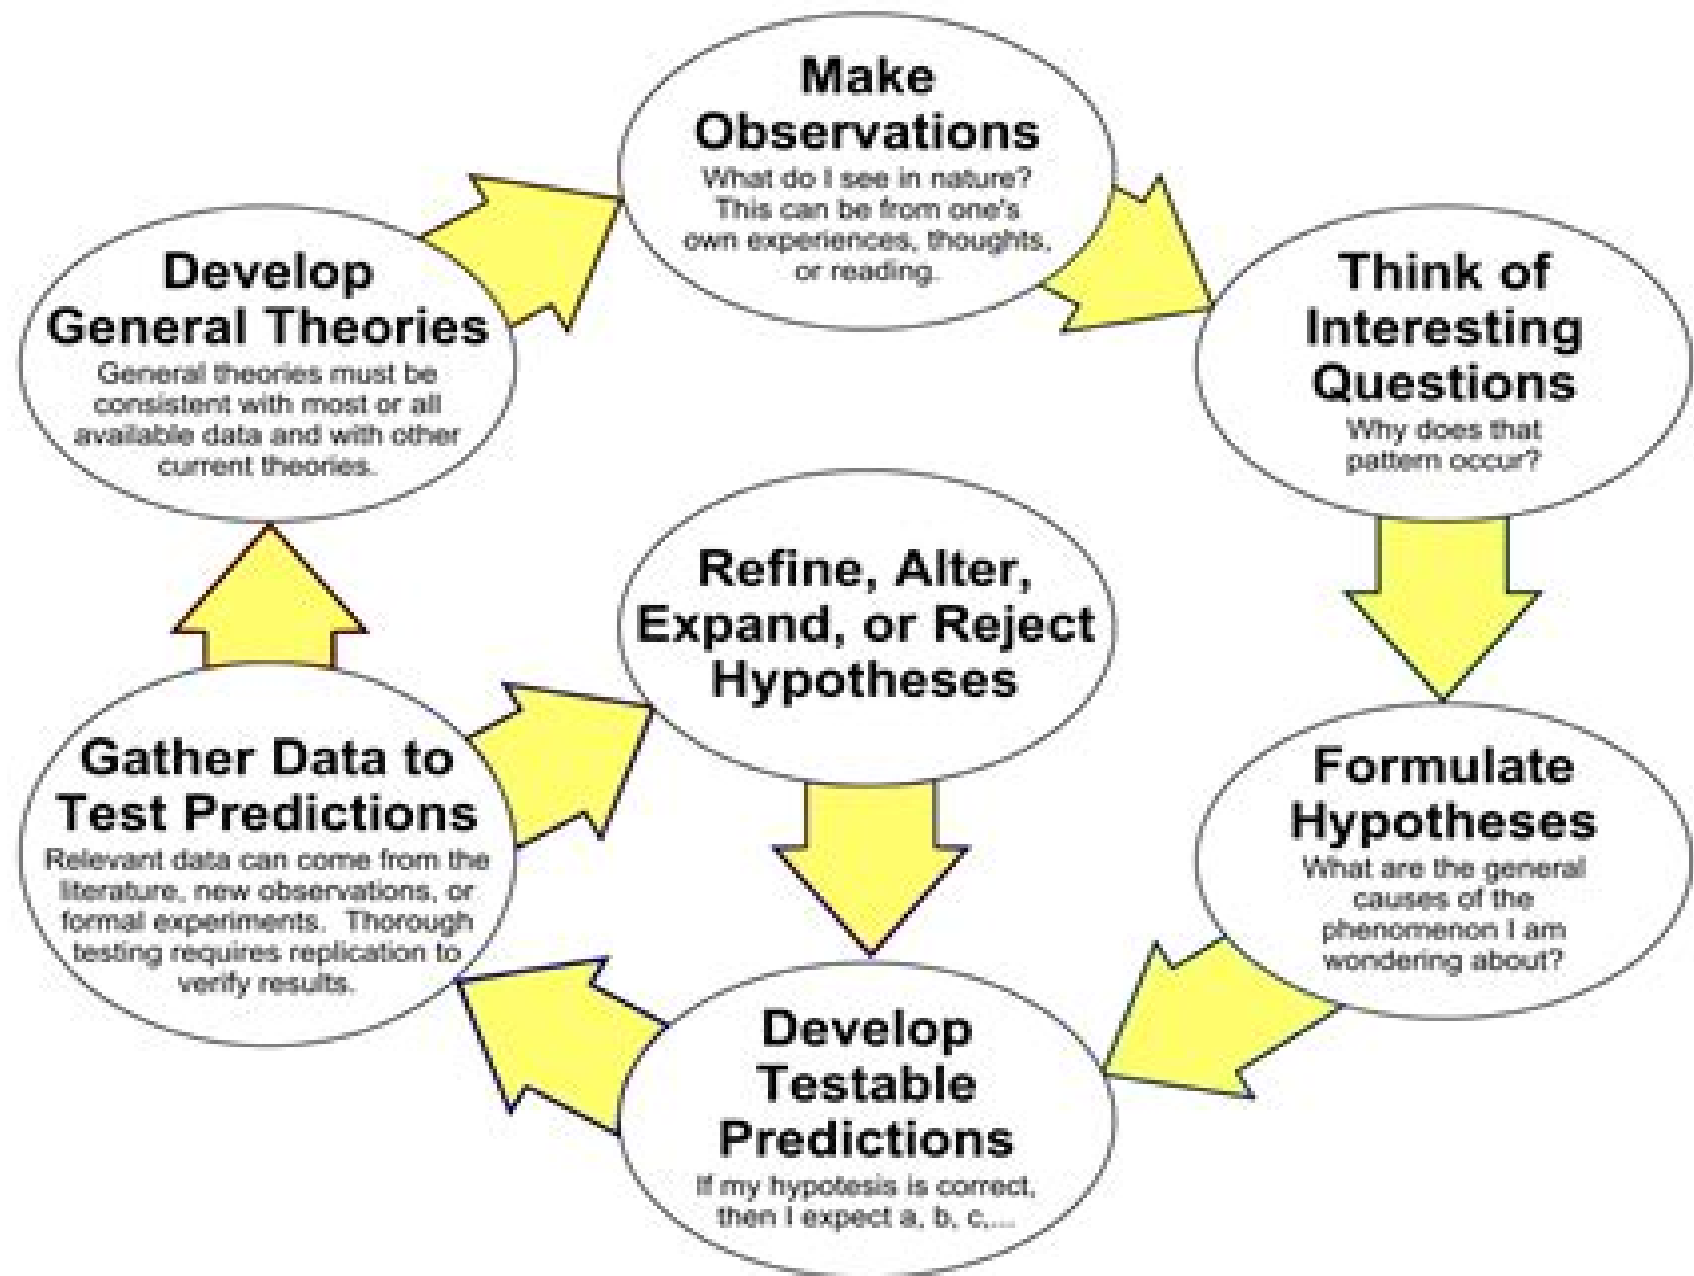 Make
Observations
What do I see in nature?
This can be from one's
own experiences, thoughts,
or reading.
Think of
Interesting
Questions
Why does that
pattern occur?
Formulate
Hypotheses
What are the general
causes of the
phenomenon I am
wondering about?
Develop
Testable
Predictions
If my hypotesis is correct,
then I expect a, b, c,...
Gather Data to
Test Predictions
Relevant data can come from the
literature, new observations, or
formal experiments. Thorough
testing requires replication to
verify results.
Refine, Alter,
Expand, or Reject
Hypotheses
Develop
General Theories
General theories must be
consistent with most or all
available data and with other
current theories.